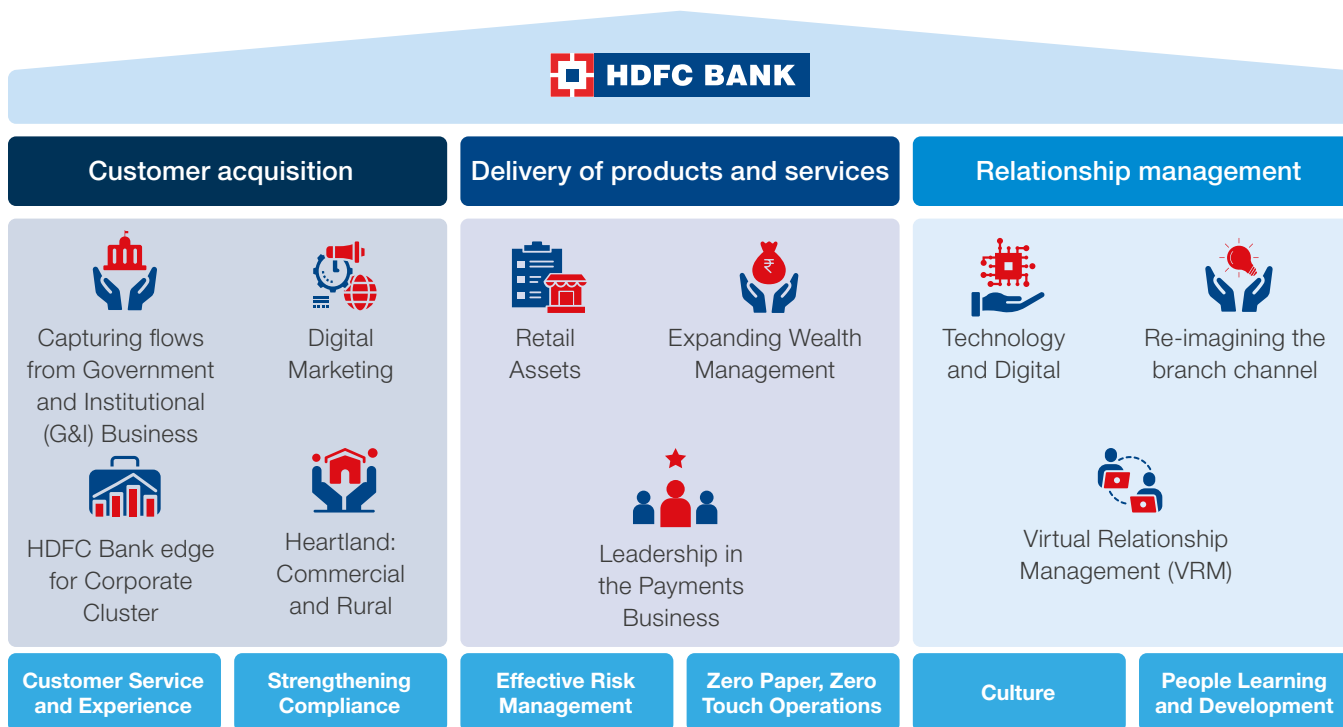 HDFC BANK
Customer acquisition
Delivery of products and services
Relationship management
Capturing flows
from Government
and Institutional
(G&I) Business
Digital
Marketing
HDFC Bank edge
for Corporate
Cluster
Heartland:
Commercial
and Rural
Retail
Assets
₹
Expanding Wealth
Management
Leadership in
the Payments
Business
Technology
and Digital
Re-imagining the
branch channel
Virtual Relationship
Management (VRM)
Customer Service
and Experience
Strengthening
Compliance
Effective Risk
Management
Zero Paper, Zero
Touch Operations
Culture
People Learning
and Development